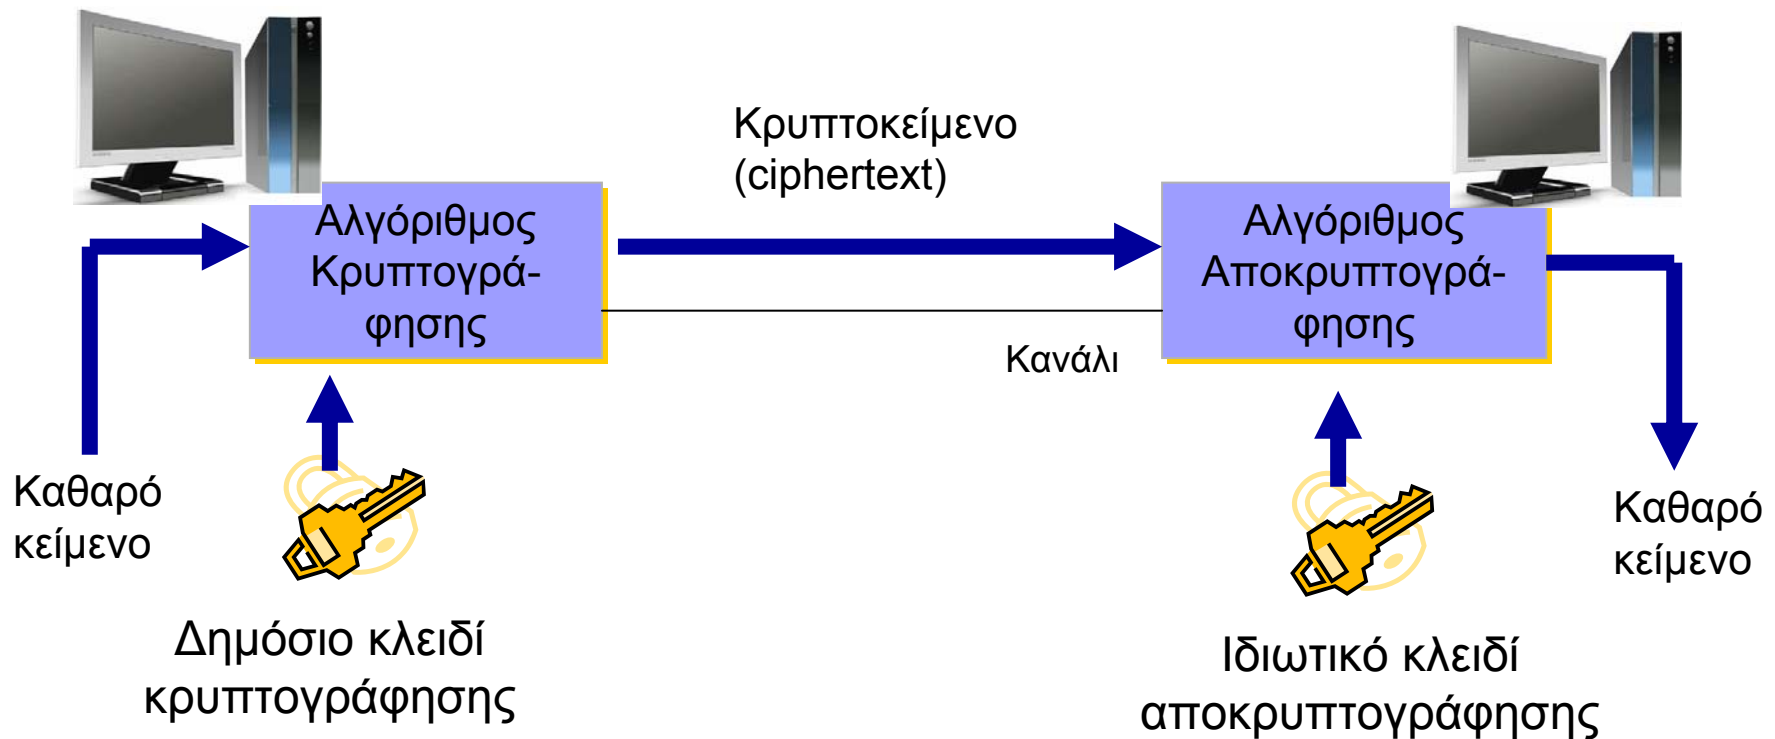 Κρυπτοκείμενο
(ciphertext)
Αλγόριθμος
Κρυπτογρά-
φησης
Αλγόριθμος
Αποκρυπτογρά-
φησης
Κανάλι
Καθαρό
κείμενο
Καθαρό
κείμενο
Δημόσιο κλειδί
κρυπτογράφησης
Ιδιωτικό κλειδί
αποκρυπτογράφησης